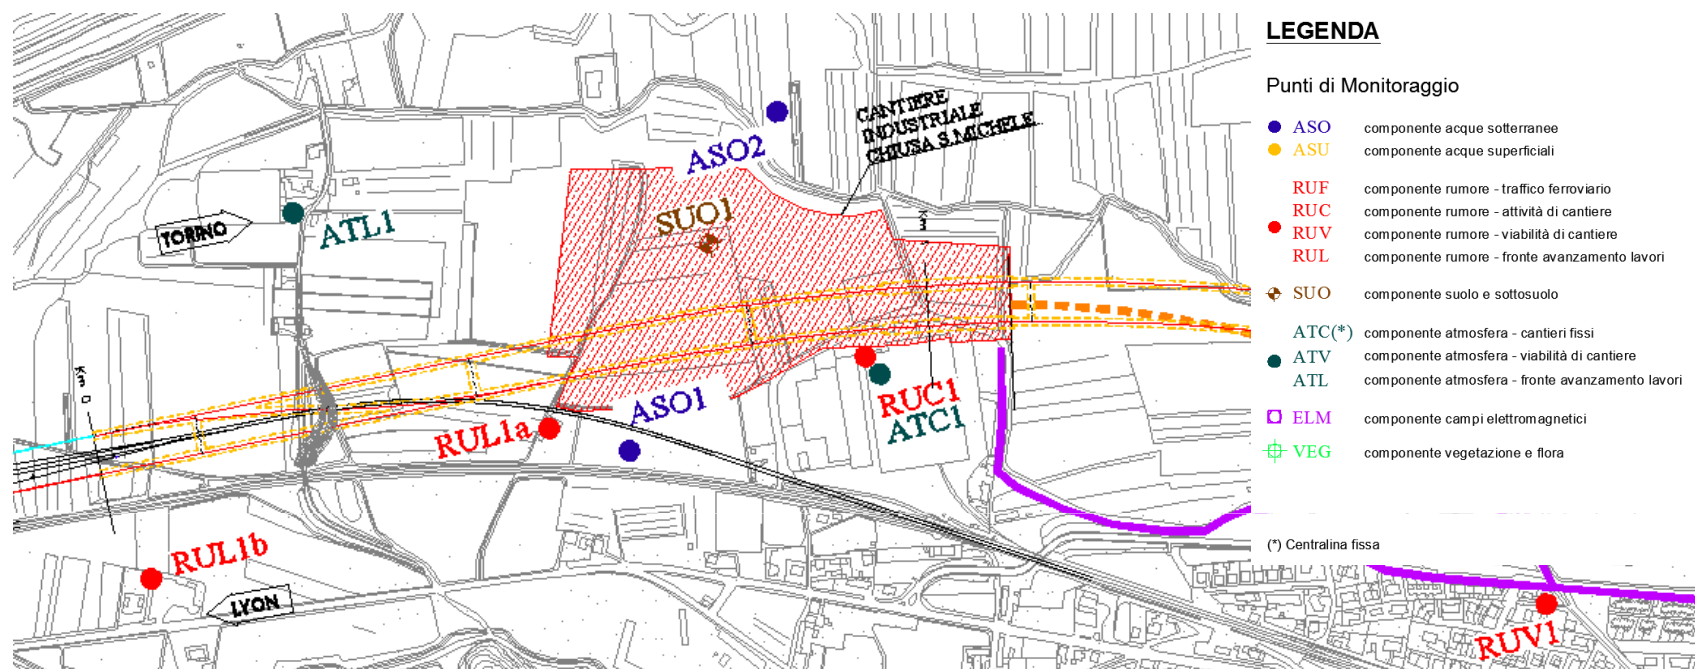 CANTIERE
INDUSTRIALE
CHIUSA S.MICHELE
ASO2
SUO1
ATL1
TORINO
Km
Km 0
ASO1
RUL1a
RUC1
ATC1
RUL1b
LYON
RUV1
LEGENDA
Punti di Monitoraggio
ASO componente acque sotterranee
ASU componente acque superficiali
RUF componente rumore - traffico ferroviario
RUC componente rumore - attività di cantiere
RUV componente rumore - viabilità di cantiere
RUL componente rumore - fronte avanzamento lavori
SUO componente suolo e sottosuolo
ATC(*) componente atmosfera - cantieri fissi
ATV componente atmosfera - viabilità di cantiere
ATL componente atmosfera - fronte avanzamento lavori
ELM componente campi elettromagnetici
VEG componente vegetazione e flora
(*) Centralina fissa